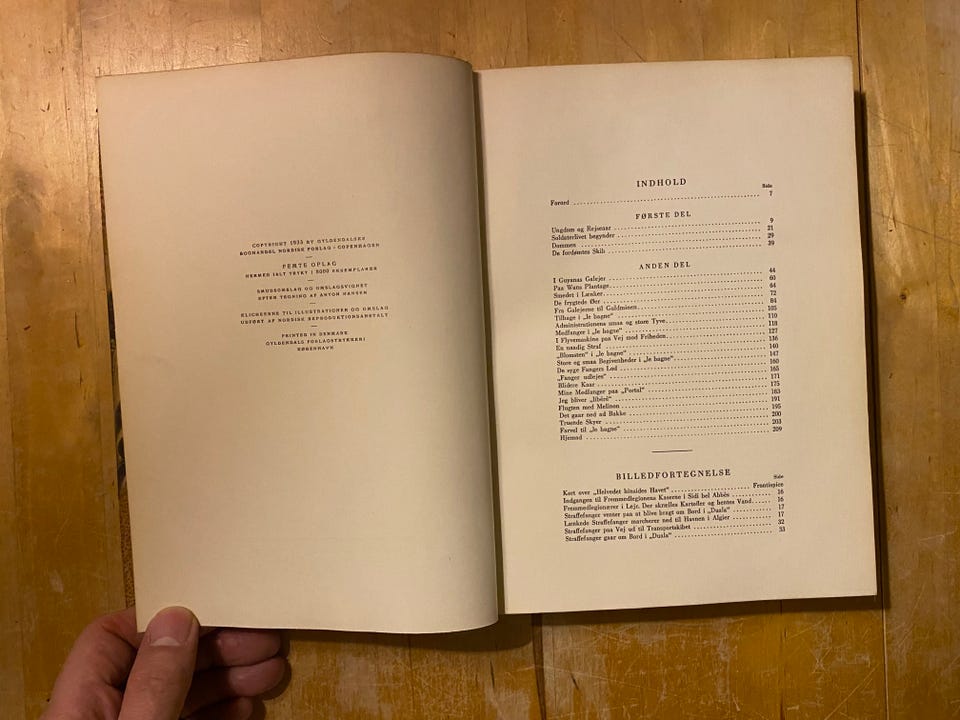 COPYRIGHT 1933 BY GYLDENDALSKE
BOGHANDEL NORDISK FORLAG · COPENHAGEN
FEMTE OPLAG
HERMED IALT TRYKT I 5000 EKSEMPLARER
SMUDSOMSLAG OG OMSLAGSVIGNET
EFTER TEGNING AF ANTON HANSEN
KLICHEERNE TIL ILLUSTRATIONER OG OMSLAG
UDFØRT AF NORDISK REPRODUKTIONSANSTALT
PRINTED IN DENMARK
GYLDENDALS FORLAGSTRYKKERI
KØBENHAVN
INDHOLD
Side
Forord 7
FØRSTE DEL
Ungdom og Rejseaar 9
Soldaterlivet begynder 21
Dommen 29
De fordømtes Skib 39
ANDEN DEL
I Guyanas Galejer 44
Paa Wans Plantage 60
Smedet i Lænker 64
De frygtede Øer 72
Fra Galejerne til Guldminen 84
Tilbage i „le bagne“ 105
Administrationens smaa og store Tyve 110
Medfanger i „le bagne“ 118
I Flyvemaskine paa Vej mod Friheden 127
En naadig Straf 136
„Blomsten“ i „le bagne“ 140
Store og smaa Begivenheder i „le bagne“ 147
De syge Fangers Lod 160
„Fanger udlejes“ 165
Blidere Kaar 171
Mine Medfanger paa „Portal“ 175
Jeg bliver „libéré“ 183
Flugten med Melinon 191
Det gaar ned ad Bakke 195
Truende Skyer 200
Farvel til „le bagne“ 203
Hjemad 209
BILLEDFORTEGNELSE
Side
Kort over „Helvedet hinsides Havet“ Frontispice
Indgangen til Fremmedlegionens Kaserne i Sidi bel Abbès 16
Fremmedlegionærer i Lejr. Der skrælles Kartofler og hentes Vand 16
Straffefanger venter paa at blive bragt om Bord i „Duala“ 17
Lænkede Straffefanger marcherer ned til Havnen i Algier 17
Straffefanger paa Vej ud til Transportskibet 32
Straffefanger gaar om Bord i „Duala“ 33